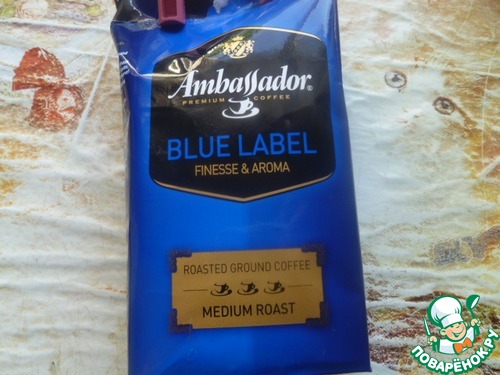 Ambassador®
PREMIUM COFFEE
BLUE LABEL
FINESSE & AROMA
ROASTED GROUND COFFEE
MEDIUM ROAST
ПОВАРЁНОК.РУ